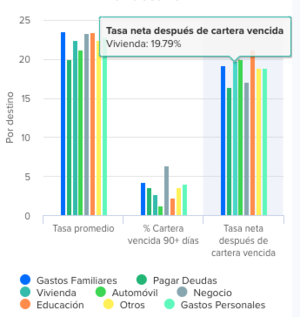 Tasa neta después de cartera vencida
Vivienda: 19.79%
25
20
15
10
5
0
Por destino
Tasa promedio
% Cartera
vencida 90+ días
Tasa neta
después de
cartera vencida
Gastos Familiares
Pagar Deudas
Vivienda
Automóvil
Negocio
Educación
Otros
Gastos Personales